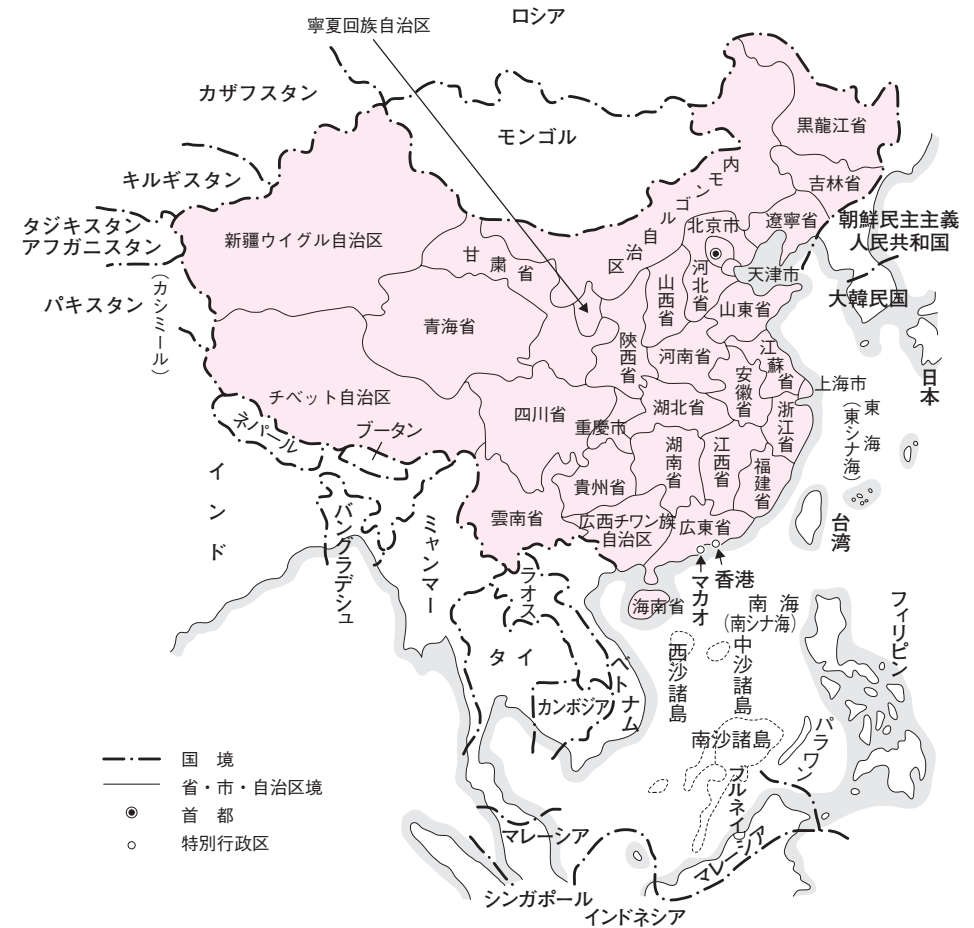 寧夏回族自治区
ロシア
カザフスタン
モンゴル
キルギスタン
タジキスタン
アフガニスタン
パキスタン
(カシミール)
新疆ウイグル自治区
甘粛省
内モンゴル自治区
黒龍江省
吉林省
遼寧省
北京市
天津市
河北省
山西省
山東省
朝鮮民主主義
人民共和国
大韓民国
日本
青海省
陝西省
河南省
江蘇省
安徽省
上海市
浙江省
東海
(東シナ海)
チベット自治区
四川省
重慶市
湖北省
湖南省
江西省
福建省
貴州省
雲南省
広西チワン族
自治区
広東省
台湾
香港
マカオ
海南省
ネパール
ブータン
インド
バングラデシュ
ミャンマー
ラオス
タイ
ベトナム
カンボジア
南海
(南シナ海)
西沙諸島
中沙諸島
南沙諸島
フィリピン
パラワン
ブルネイ
マレーシア
マレーシア
シンガポール
インドネシア
国境
省・市・自治区境
首都
特別行政区